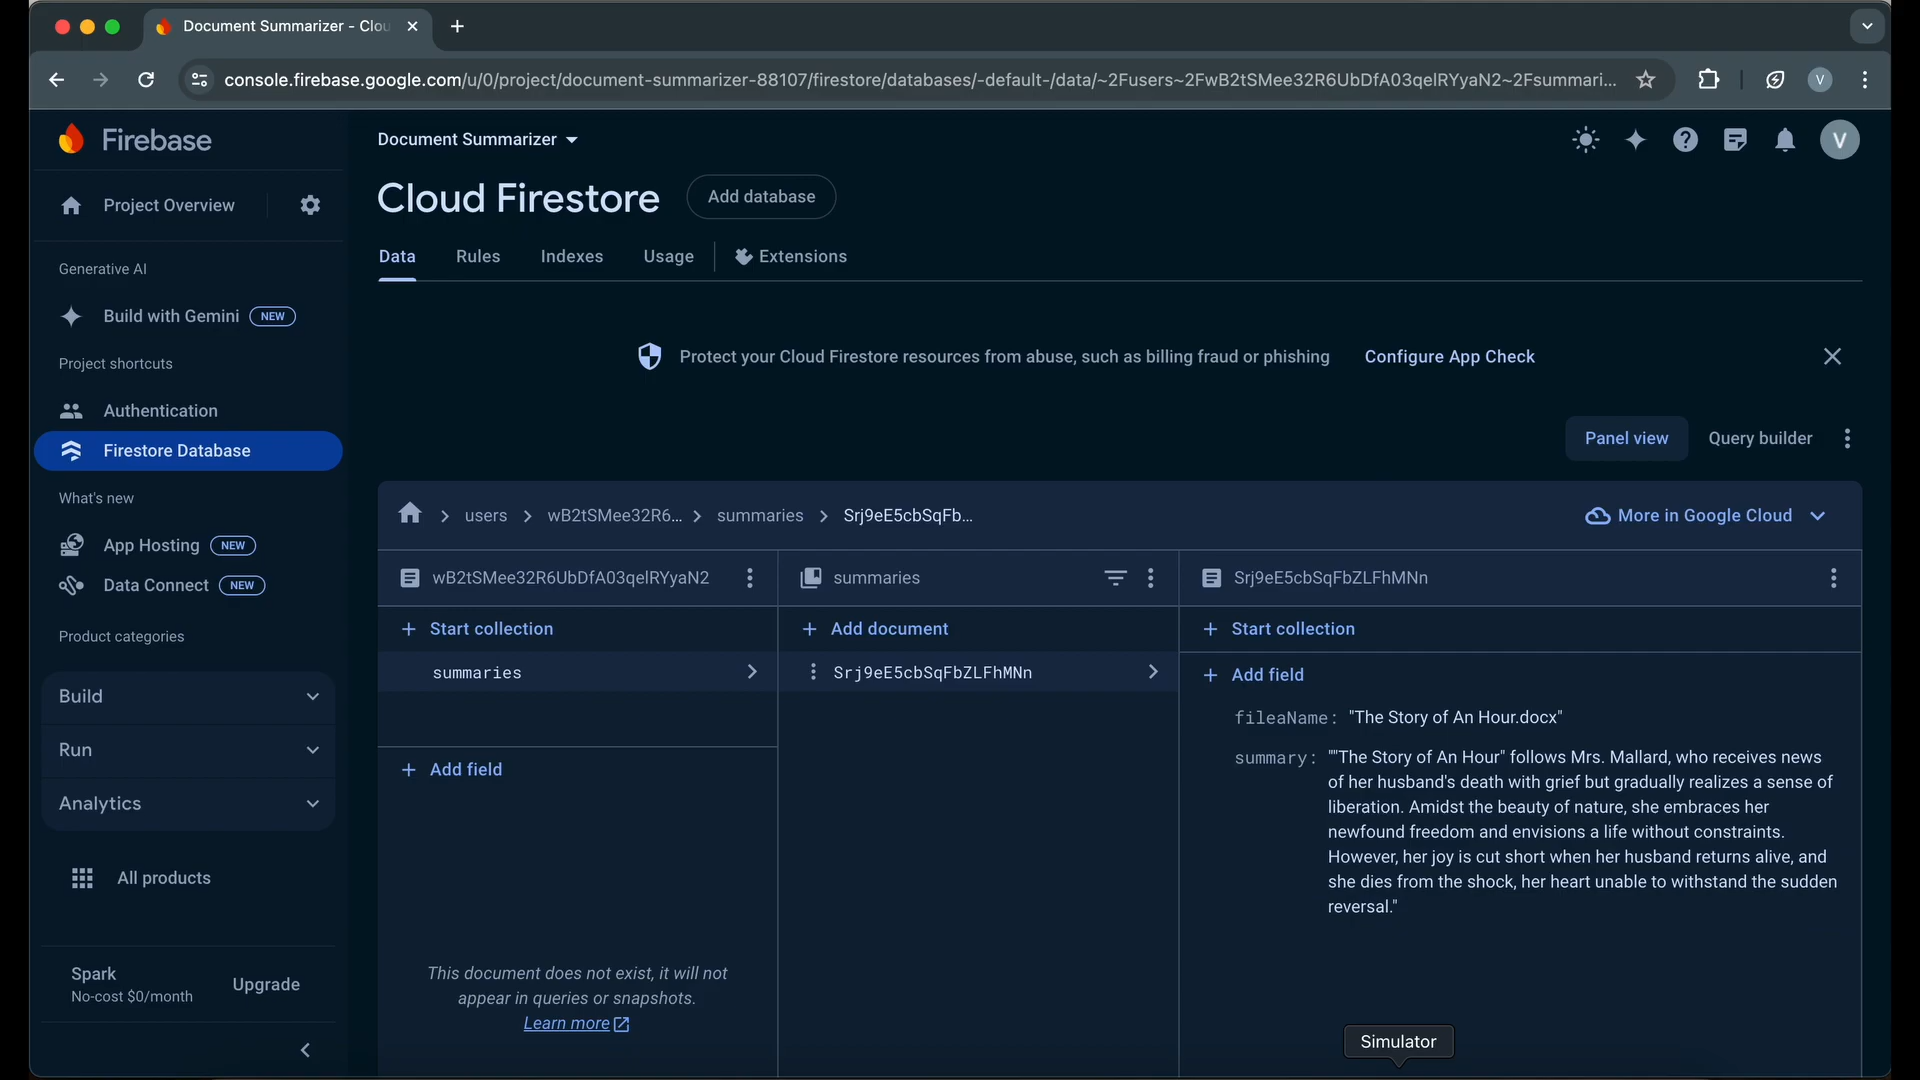 Document Summarizer - Clou
console.firebase.google.com/u/0/project/document-summarizer-88107/firestore/databases/-default-/data/~2Fusers~2FwB2tSMee32R6UbDfA03qelRYyaN2~2Fsummari...
V
Firebase
Document Summarizer
V
Cloud Firestore
Add database
Project Overview
Data
Rules
Indexes
Usage
Extensions
Generative AI
Build with Gemini
NEW
Project shortcuts
Protect your Cloud Firestore resources from abuse, such as billing fraud or phishing
Configure App Check
Authentication
Firestore Database
Panel view
Query builder
What's new
App Hosting
NEW
Data Connect
NEW
Product categories
Build
Run
Analytics
All products
Spark
No-cost $0/month
Upgrade
users
wB2tSMee32R6...
summaries
Srj9eE5cbSqFb...
More in Google Cloud
wB2tSMee32R6UbDfA03qelRYyaN2
Start collection
summaries
Add field
This document does not exist, it will not
appear in queries or snapshots.
Learn more
summaries
Add document
Srj9eE5cbSqFbZLFhMNn
Srj9eE5cbSqFbZLFhMNn
Start collection
Add field
fileaName: "The Story of An Hour.docx"
summary: ""The Story of An Hour" follows Mrs. Mallard, who receives news
of her husband's death with grief but gradually realizes a sense of
liberation. Amidst the beauty of nature, she embraces her
newfound freedom and envisions a life without constraints.
However, her joy is cut short when her husband returns alive, and
she dies from the shock, her heart unable to withstand the sudden
reversal."
Simulator